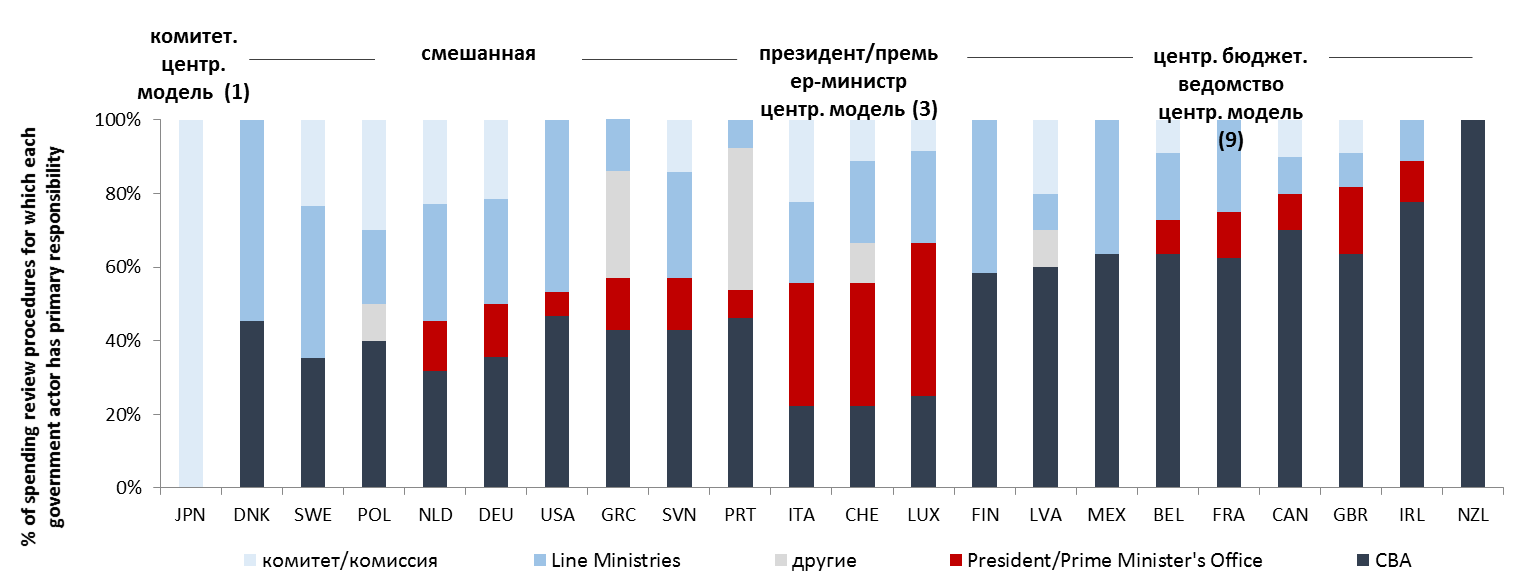 комитет.
центр.
модель (1)
смешанная
президент/премь
ер-министр
центр. модель (3)
центр. бюджет.
ведомство
центр. модель
(9)
% of spending review procedures for which each
government actor has primary responsibility
100%
80%
60%
40%
20%
0%
JPN DNK SWE POL NLD DEU USA GRC SVN PRT ITA CHE LUX FIN LVA MEX BEL FRA CAN GBR IRL NZL
комитет/комиссия Line Ministries другие President/Prime Minister's Office CBA